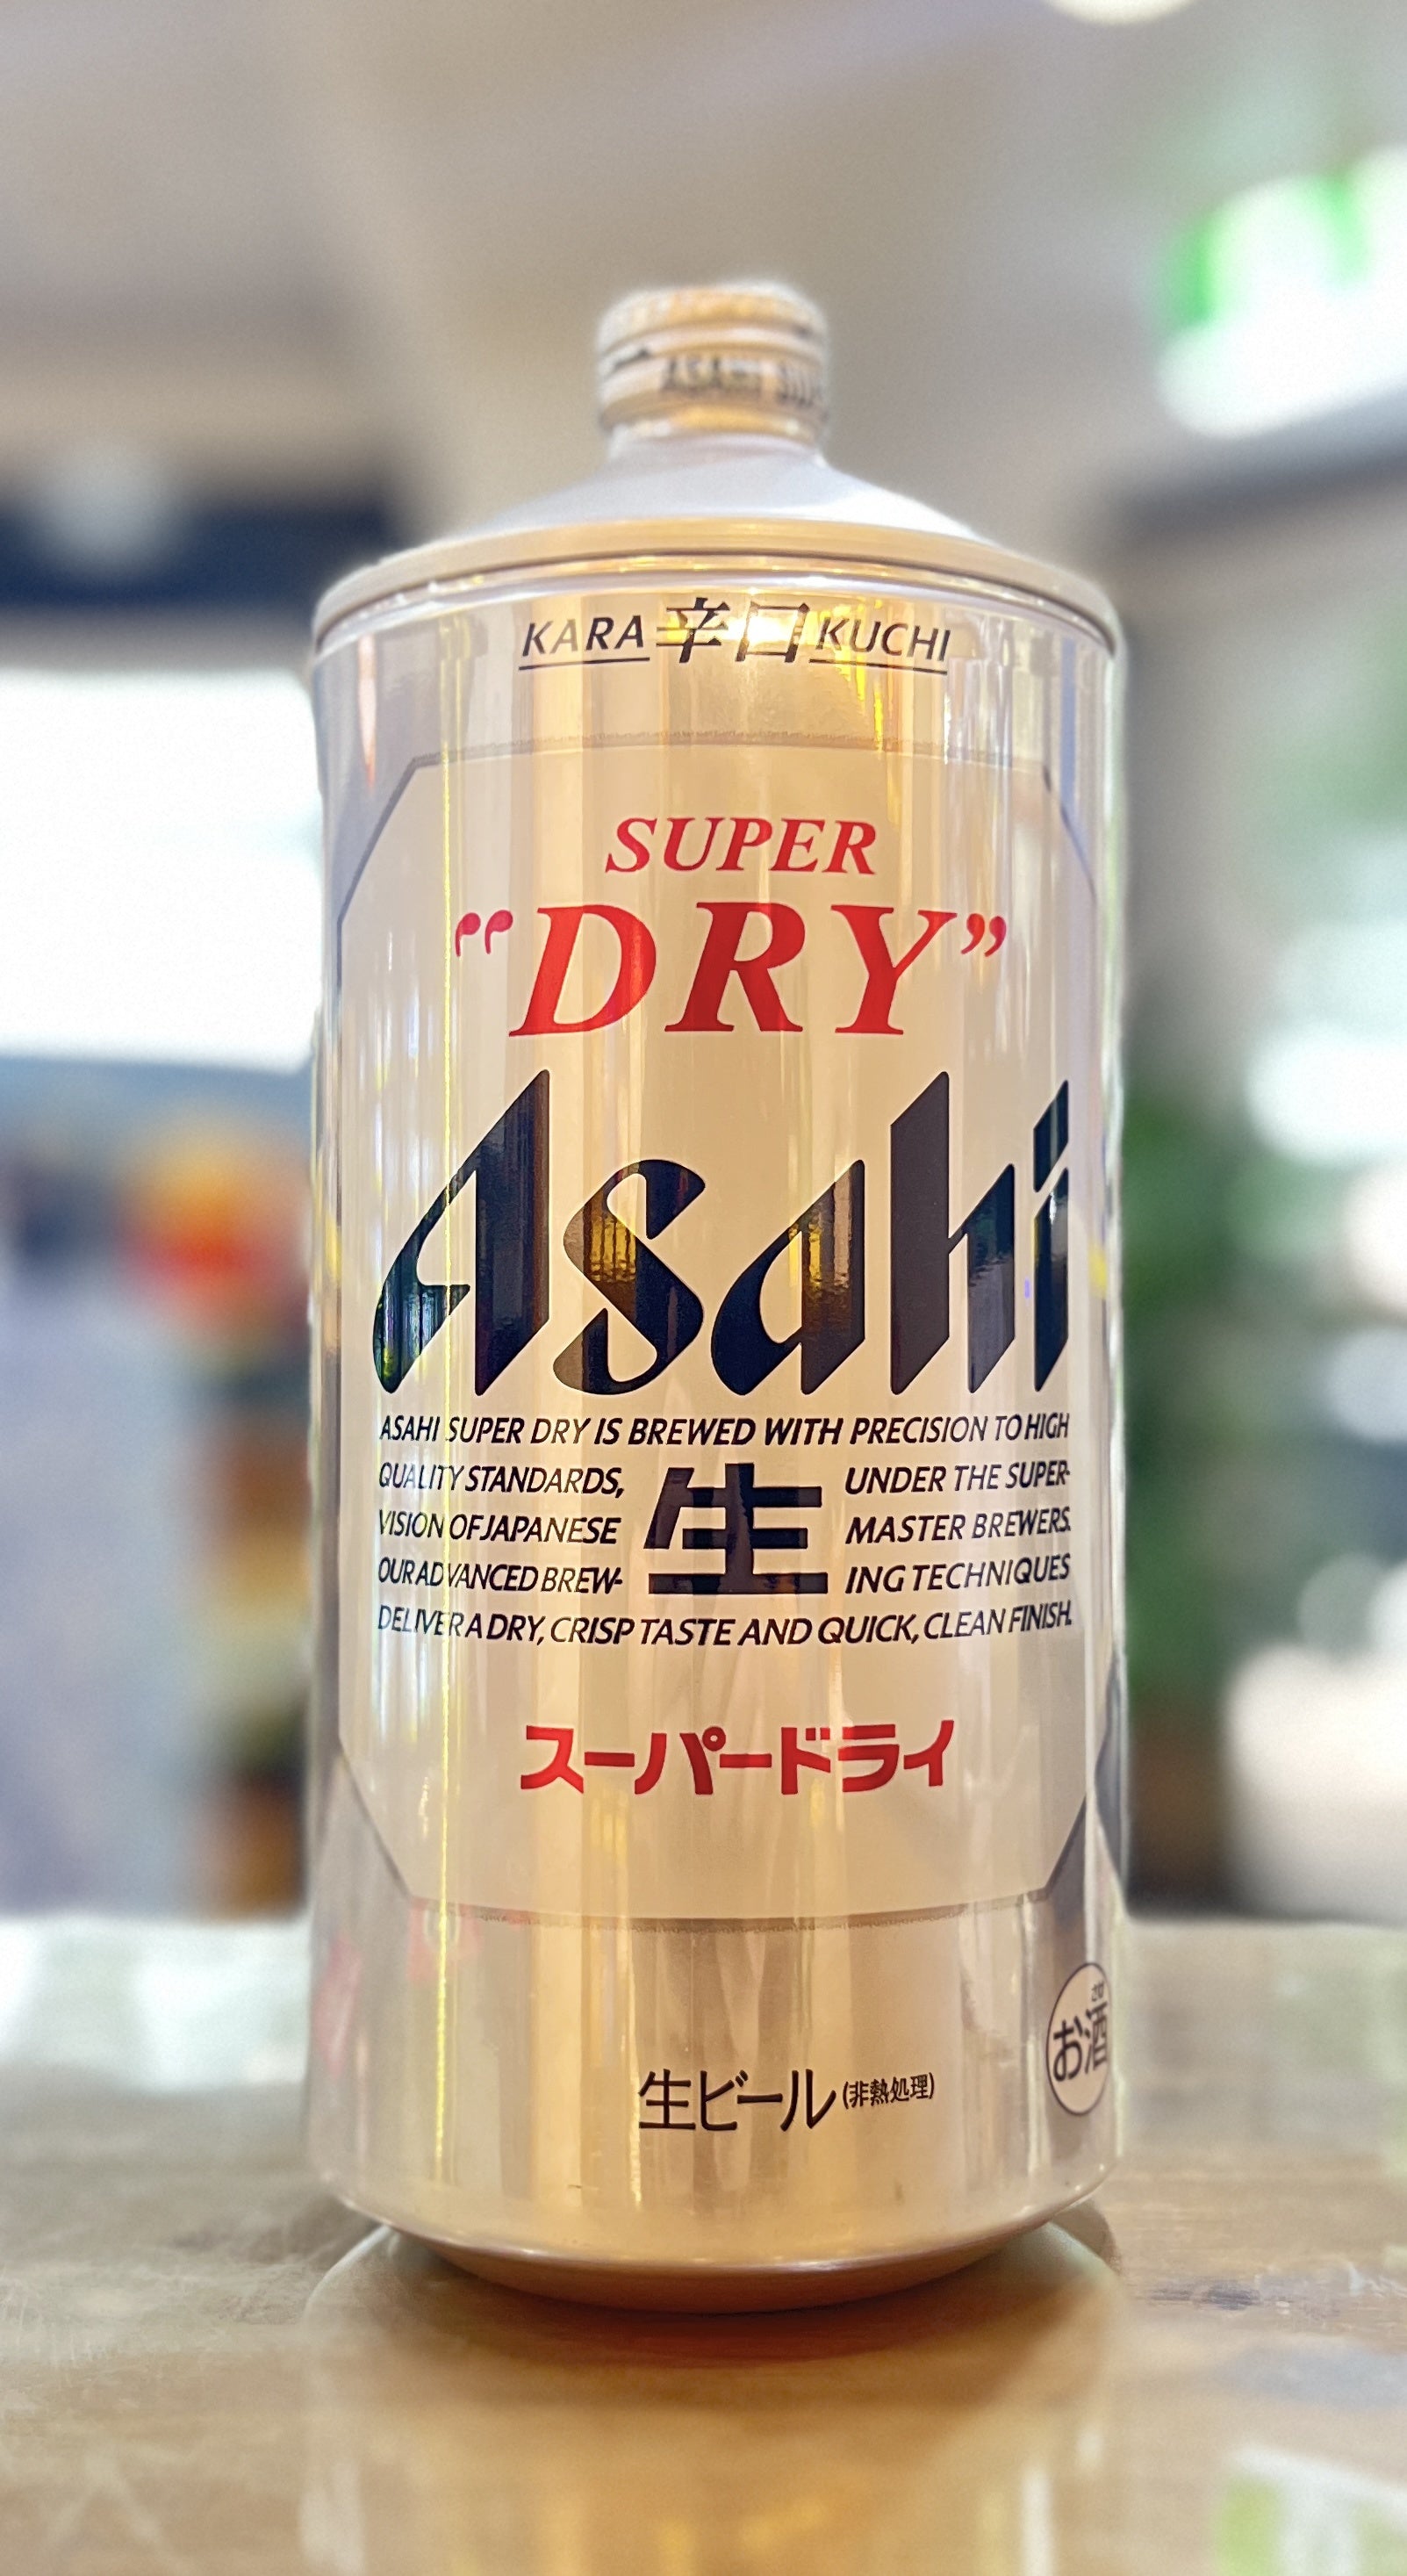 ASAHI
KARA 辛口 KUCHI
SUPER
“DRY”
Asahi
ASAHI SUPER DRY IS BREWED WITH PRECISION TO HIGH
QUALITY STANDARDS, UNDER THE SUPER-
VISION OF JAPANESE 生 MASTER BREWERS.
OUR ADVANCED BREW- ING TECHNIQUES
DELIVER A DRY, CRISP TASTE AND QUICK, CLEAN FINISH.
スーパードライ
お酒
生ビール (非熱処理)